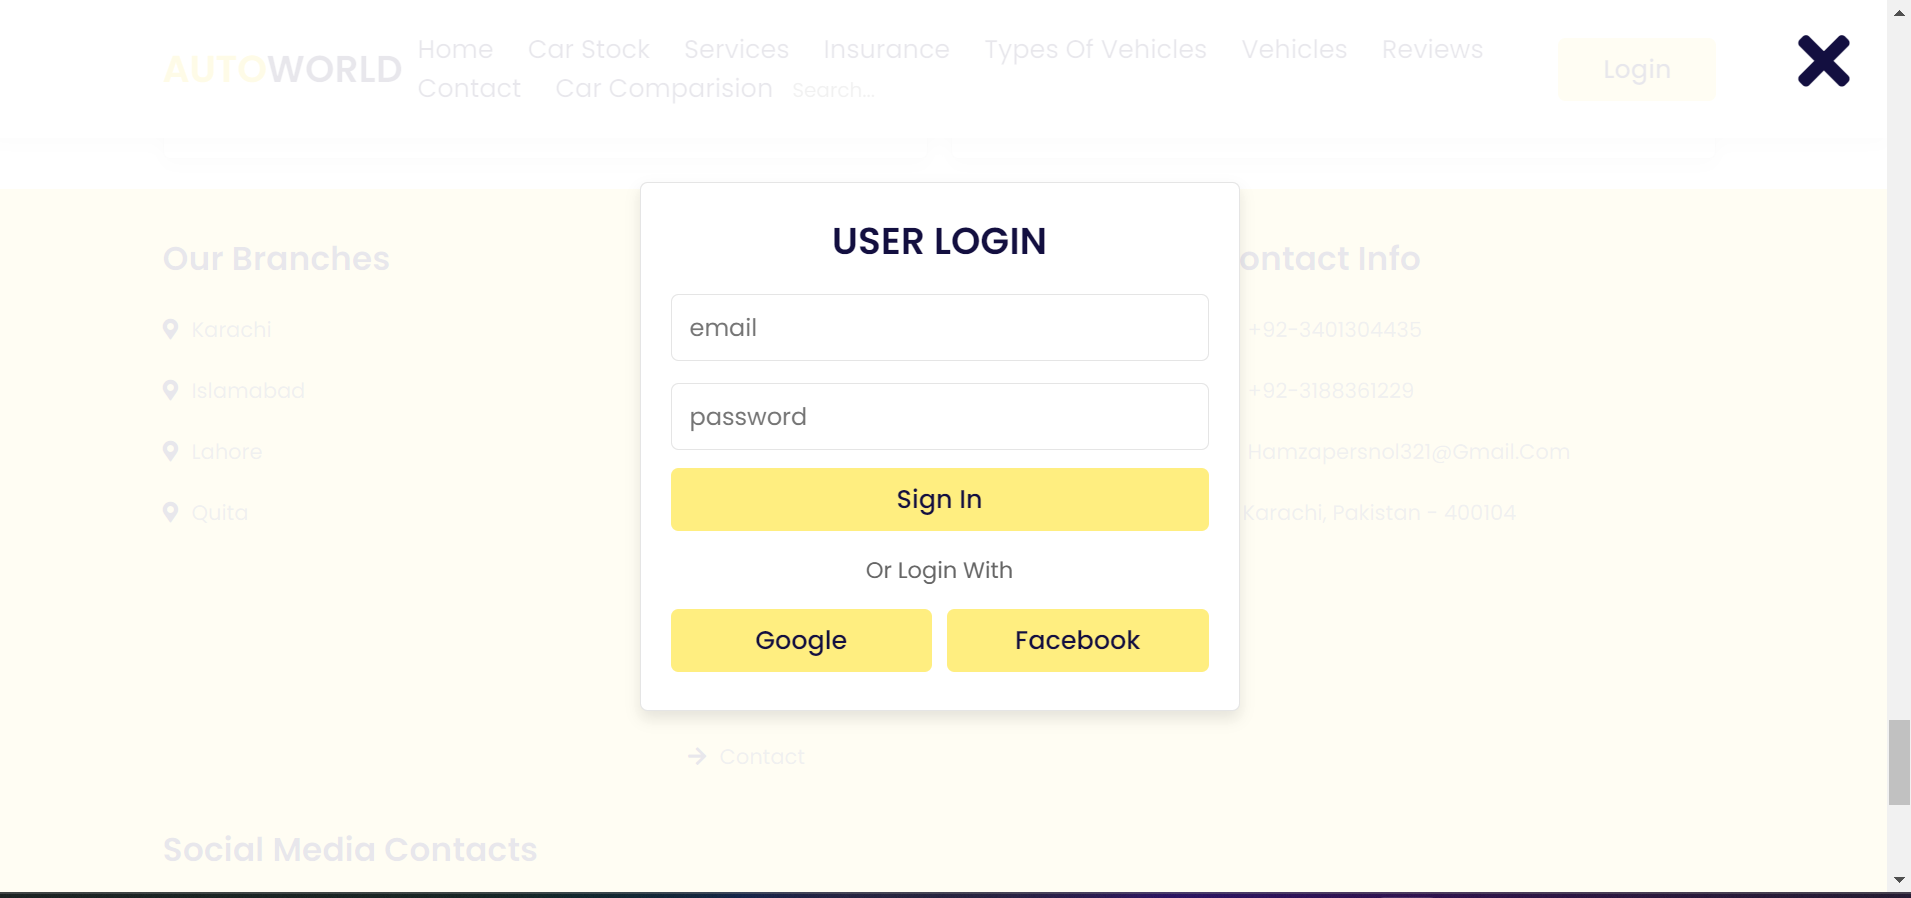 AUTOWORLD
Home Car Stock Services Insurance Types Of Vehicles Vehicles Reviews
Contact Car Comparision Search...
Login
USER LOGIN
email
password
Sign In
Or Login With
Google Facebook
Our Branches
Karachi
Islamabad
Lahore
Quita
ontact Info
+92-3401304435
+92-3188361229
Hamzapersnol321@Gmail.Com
Karachi, Pakistan - 400104
Contact
Social Media Contacts